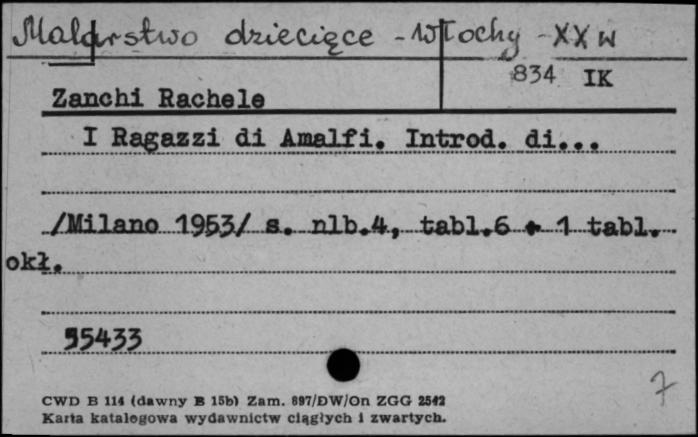 Malarstwo dziecięce - Włochy - XX w
834 IK
Zanchi Rachele
I Ragazzi di Amalfi. Introd. di...
/Milano 1953/ s. nlb.4, tabl.6 + 1 tabl.
okł.
55433
7
CWD B 114 (dawny B 15b) Zam. 897/DW/On ZGG 2542
Karta katalogowa wydawnictw ciągłych i zwartych.